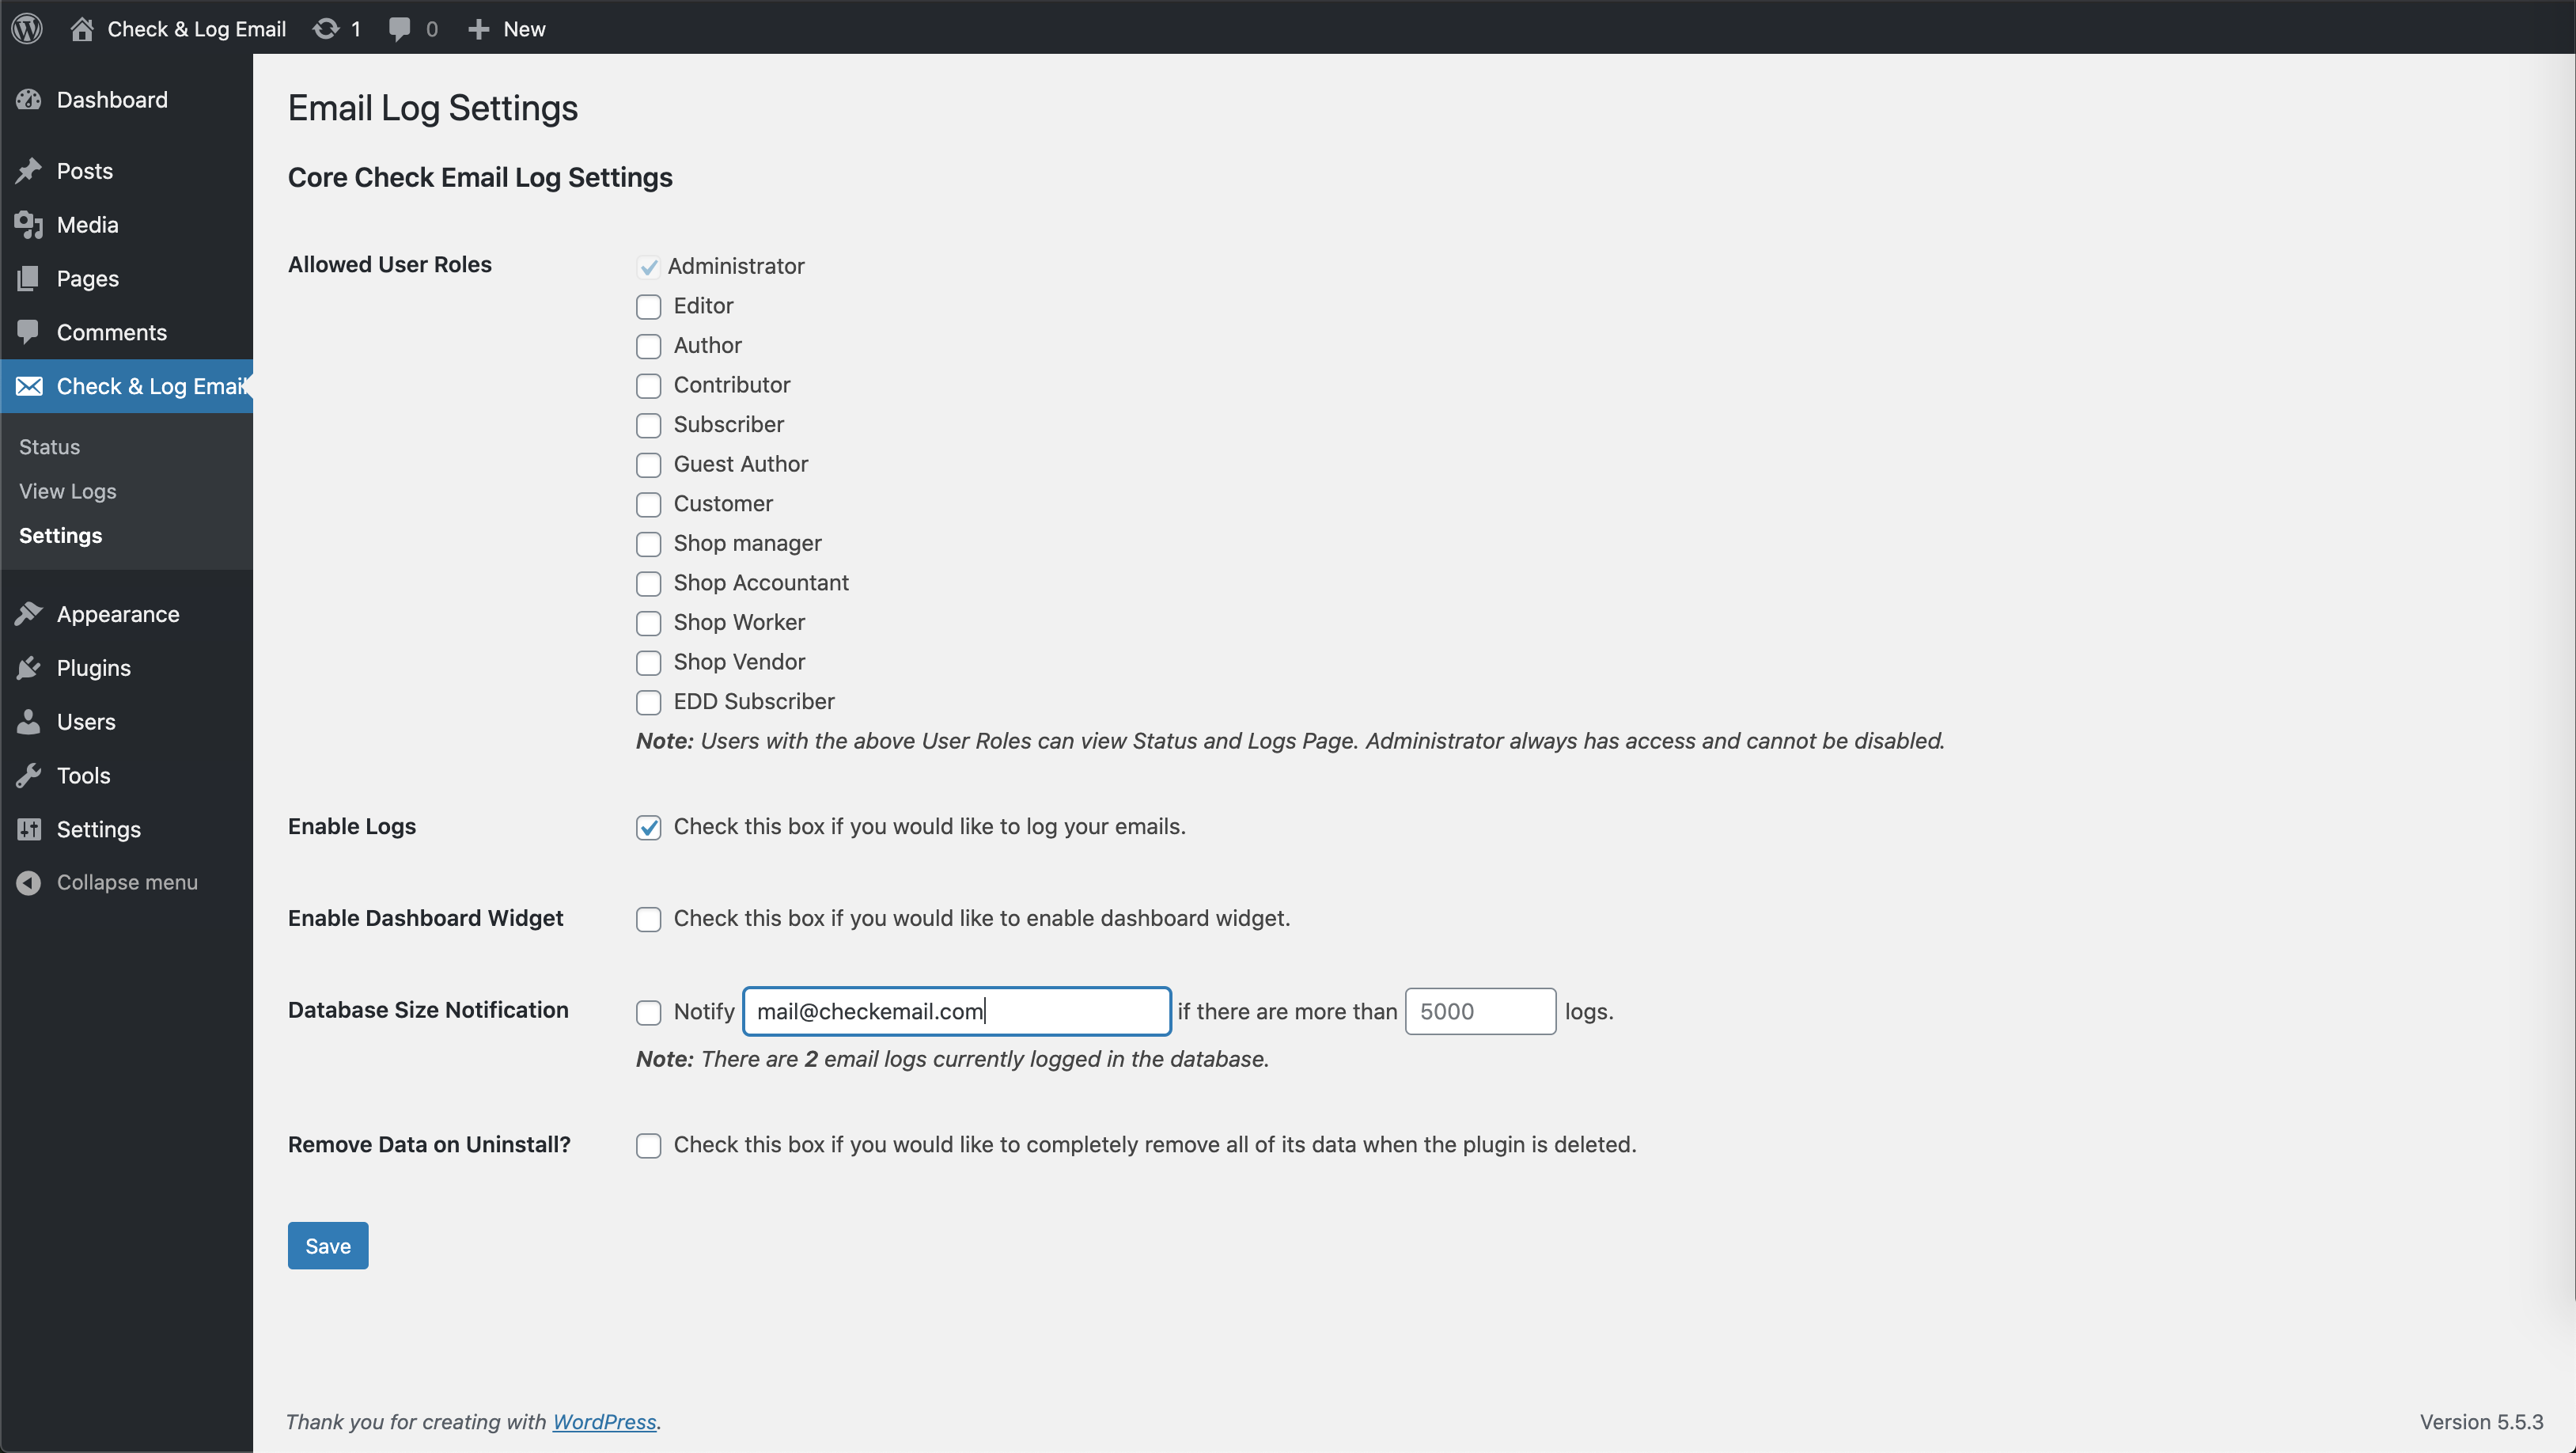 Check & Log Email 1 0 New
Dashboard
Posts
Media
Pages
Comments
Check & Log Email
Status
View Logs
Settings
Appearance
Plugins
Users
Tools
Settings
Collapse menu
Email Log Settings
Core Check Email Log Settings
Allowed User Roles
Administrator
Editor
Author
Contributor
Subscriber
Guest Author
Customer
Shop manager
Shop Accountant
Shop Worker
Shop Vendor
EDD Subscriber
Note: Users with the above User Roles can view Status and Logs Page. Administrator always has access and cannot be disabled.
Enable Logs Check this box if you would like to log your emails.
Enable Dashboard Widget Check this box if you would like to enable dashboard widget.
Database Size Notification Notify mail@checkemail.com if there are more than 5000 logs.
Note: There are 2 email logs currently logged in the database.
Remove Data on Uninstall? Check this box if you would like to completely remove all of its data when the plugin is deleted.
Save
Thank you for creating with WordPress. Version 5.5.3